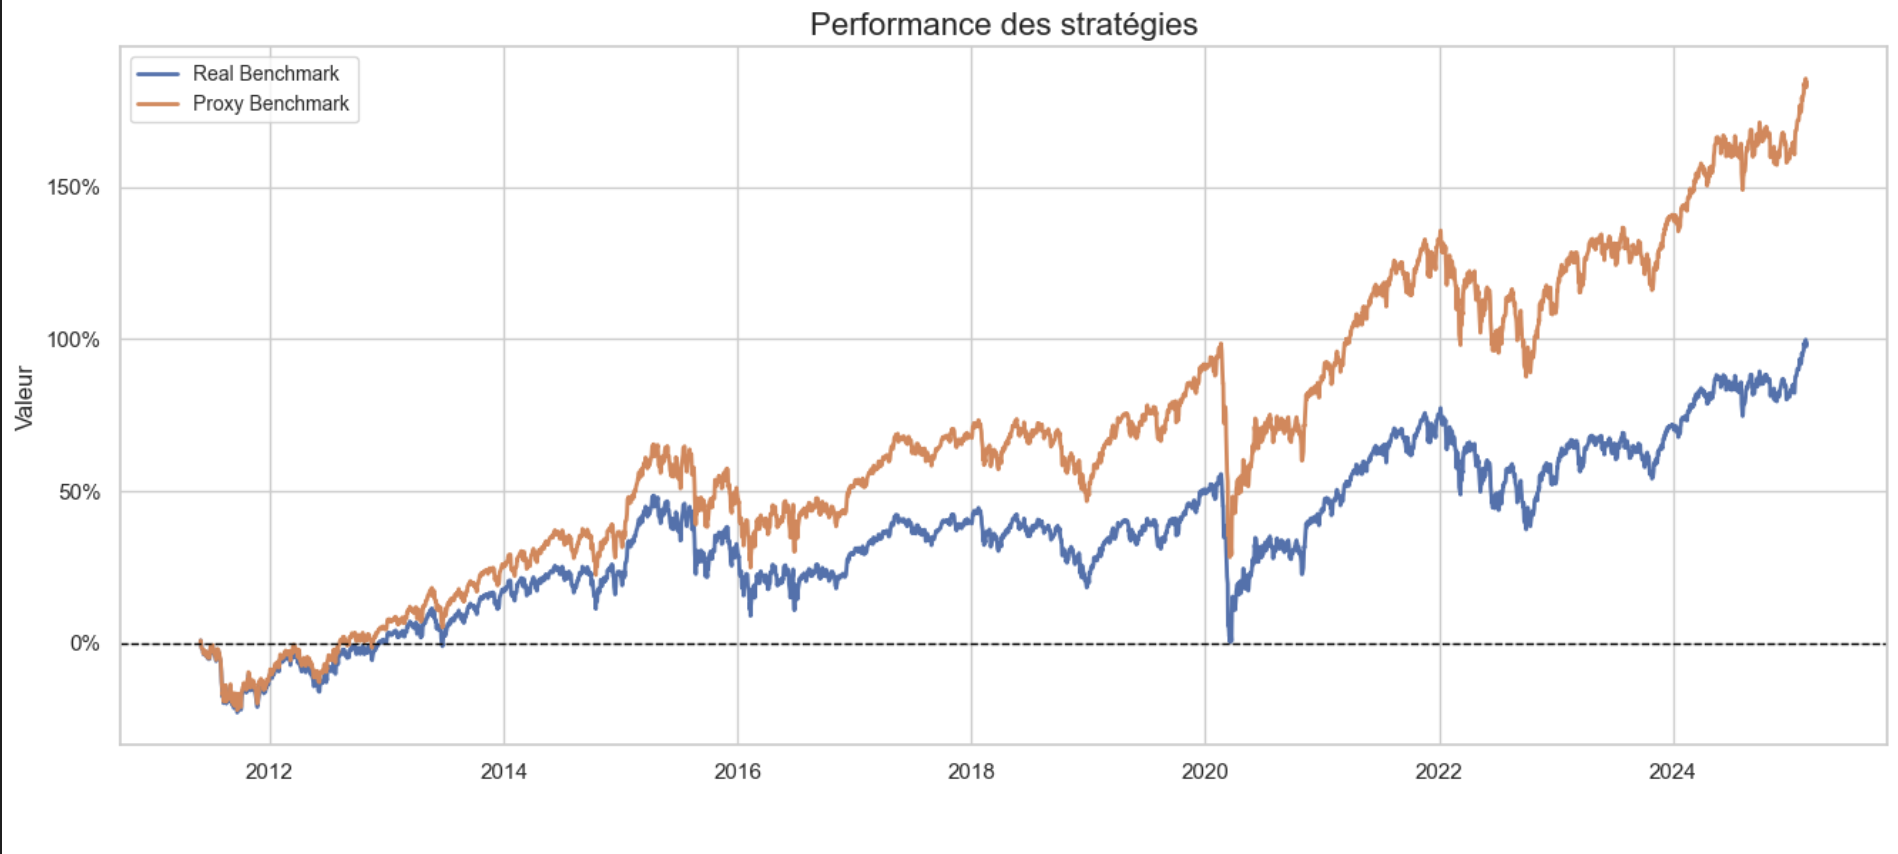 Performance des stratégies
Real Benchmark
Proxy Benchmark
Valeur
150%
100%
50%
0%
2012 2014 2016 2018 2020 2022 2024